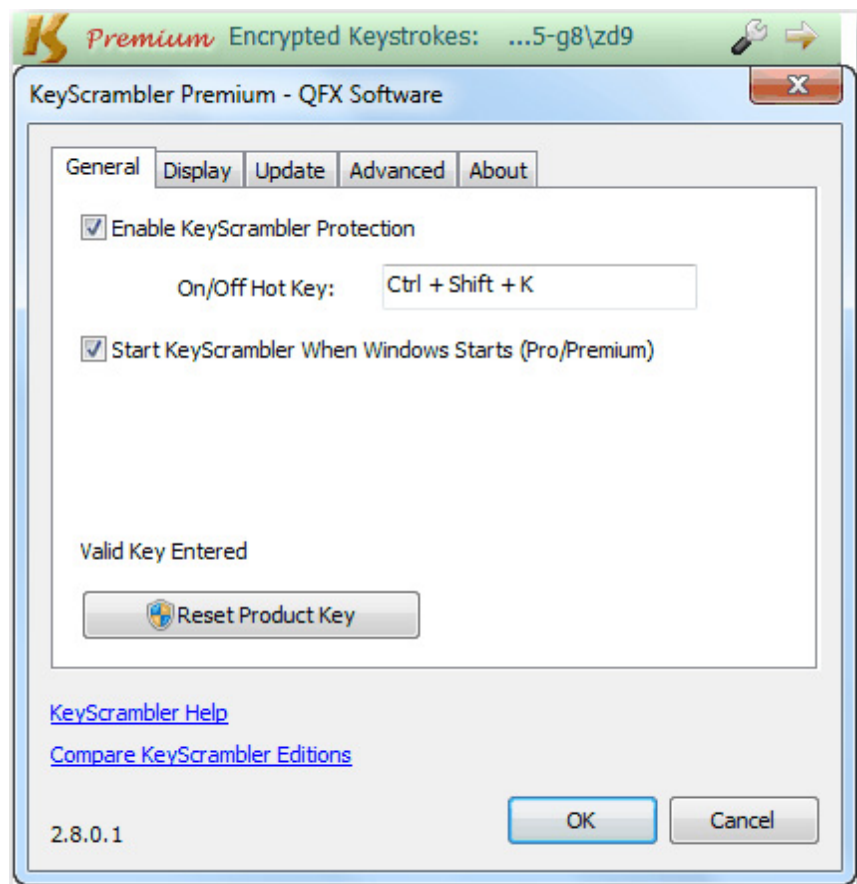 K Premium Encrypted Keystrokes: ...5-g8\zd9
KeyScrambler Premium - QFX Software
General Display Update Advanced About
Enable KeyScrambler Protection
On/Off Hot Key: Ctrl + Shift + K
Start KeyScrambler When Windows Starts (Pro/Premium)
Valid Key Entered
Reset Product Key
KeyScrambler Help
Compare KeyScrambler Editions
2.8.0.1 OK Cancel